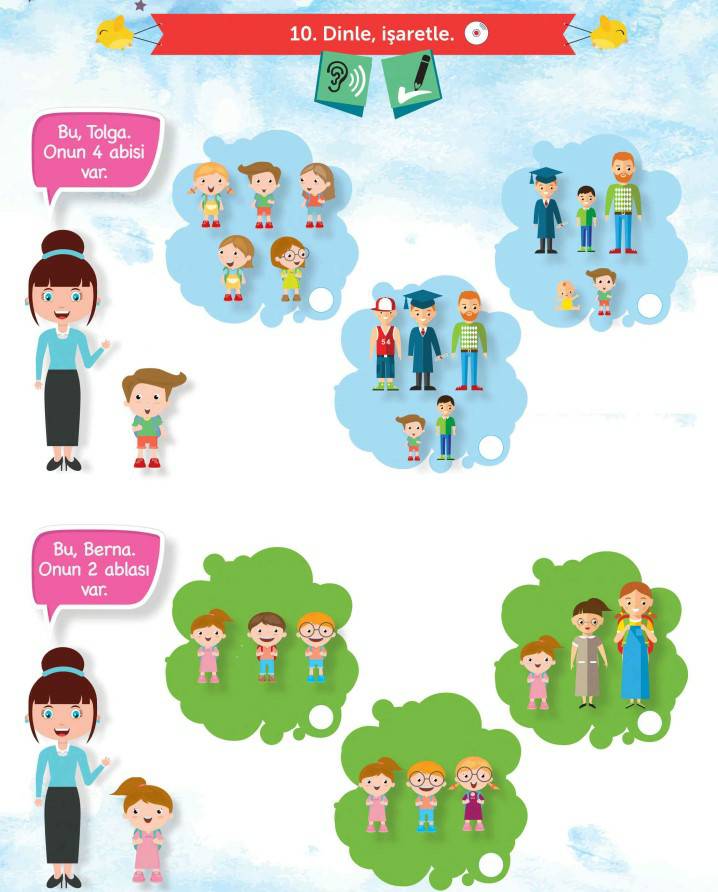 10. Dinle, işaretle.
Bu, Tolga.
Onun 4 abisi
var.
54
Bu, Berna.
Onun 2 ablası
var.